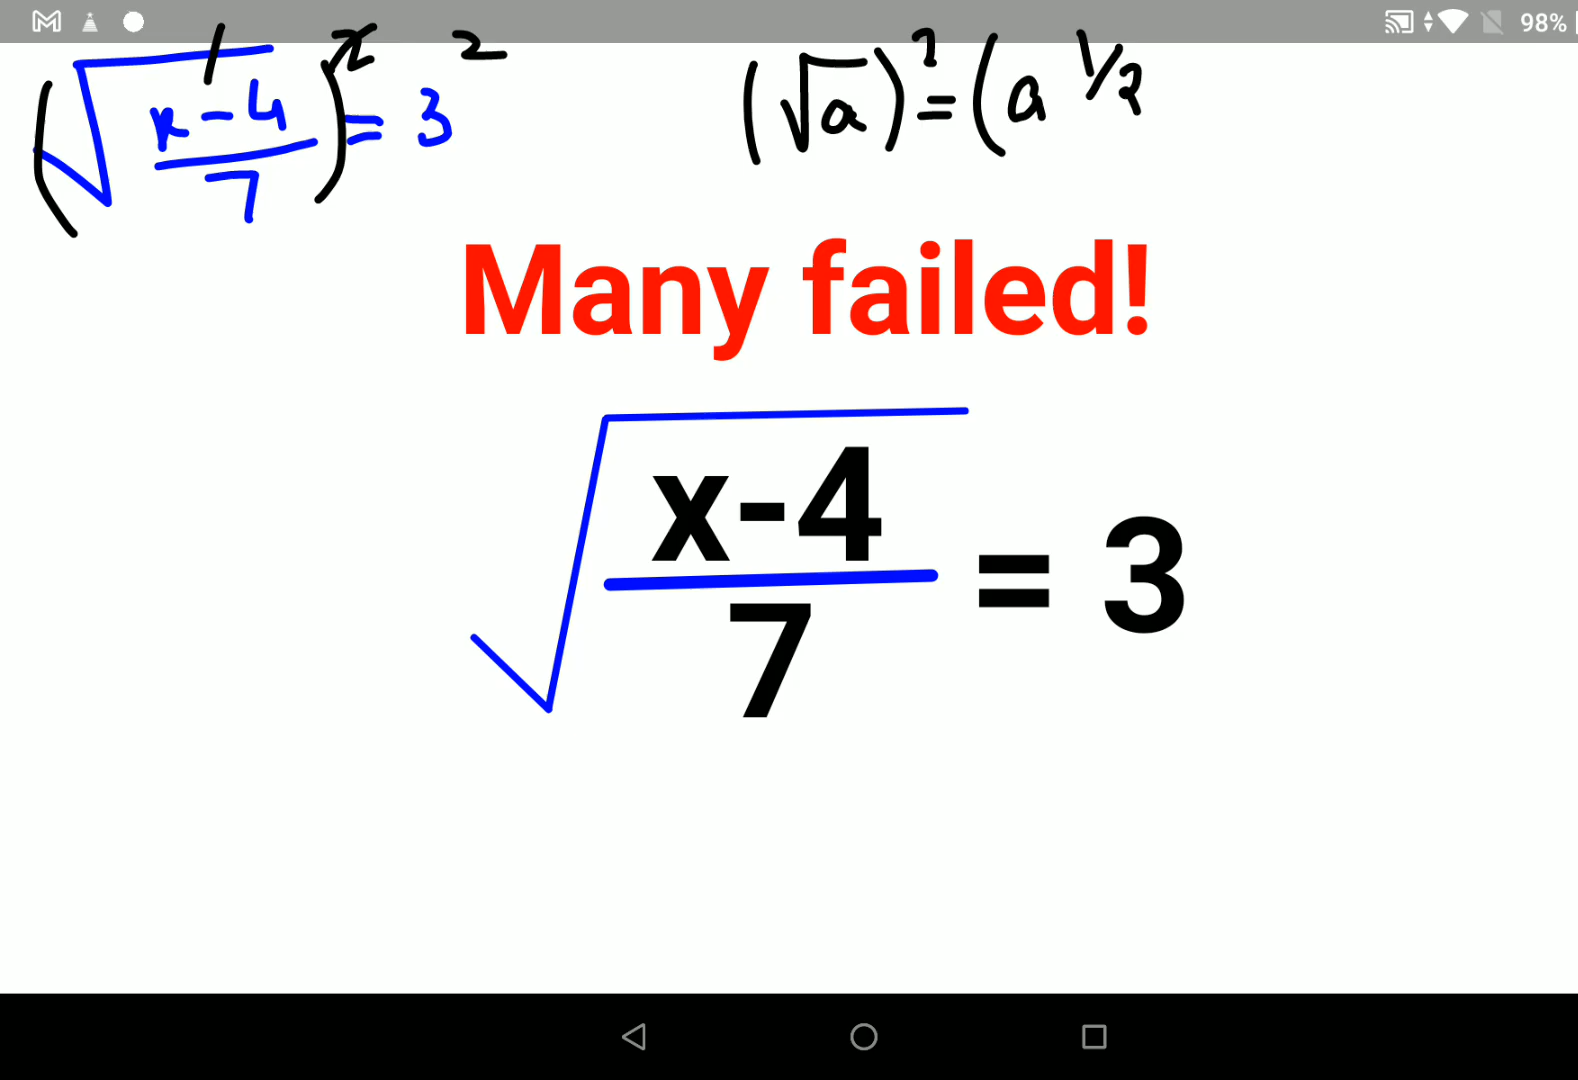 98%
(√((x-4)/7))² = 3²
(√a)² = (a 1/2
Many failed!
√((x-4)/7) = 3